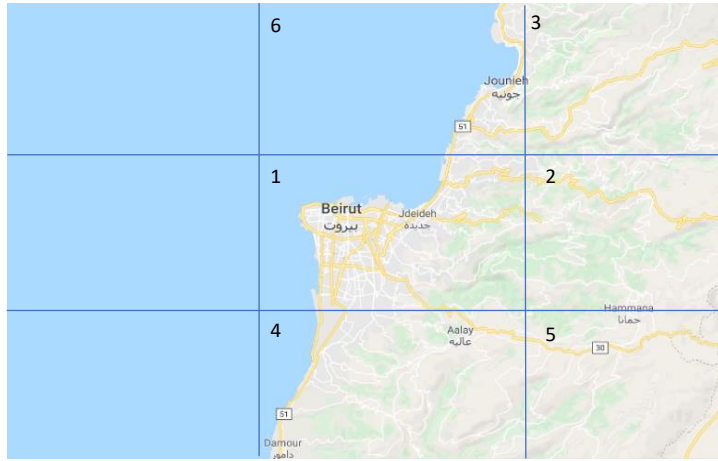 6
3
Jounieh
جونيه
51
1
2
Beirut
بيروت
Jdeideh
جديدة
Hammana
حمانا
4
Aalay
عاليه
5
30
51
Damour
دامور